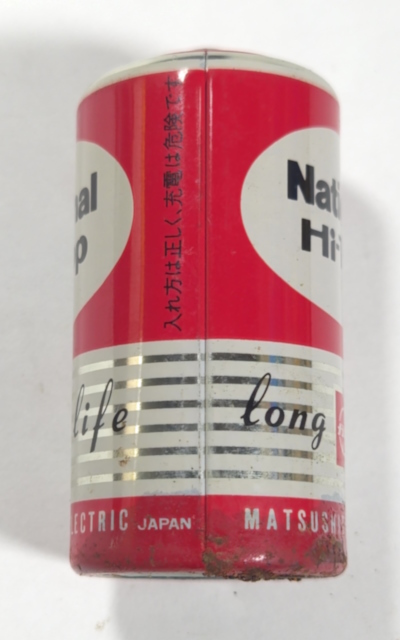 nal
p
入れ方は正しく、充電は危険です
Nati
Hi-
life
long
ECTRIC JAPAN
MATSUSHI